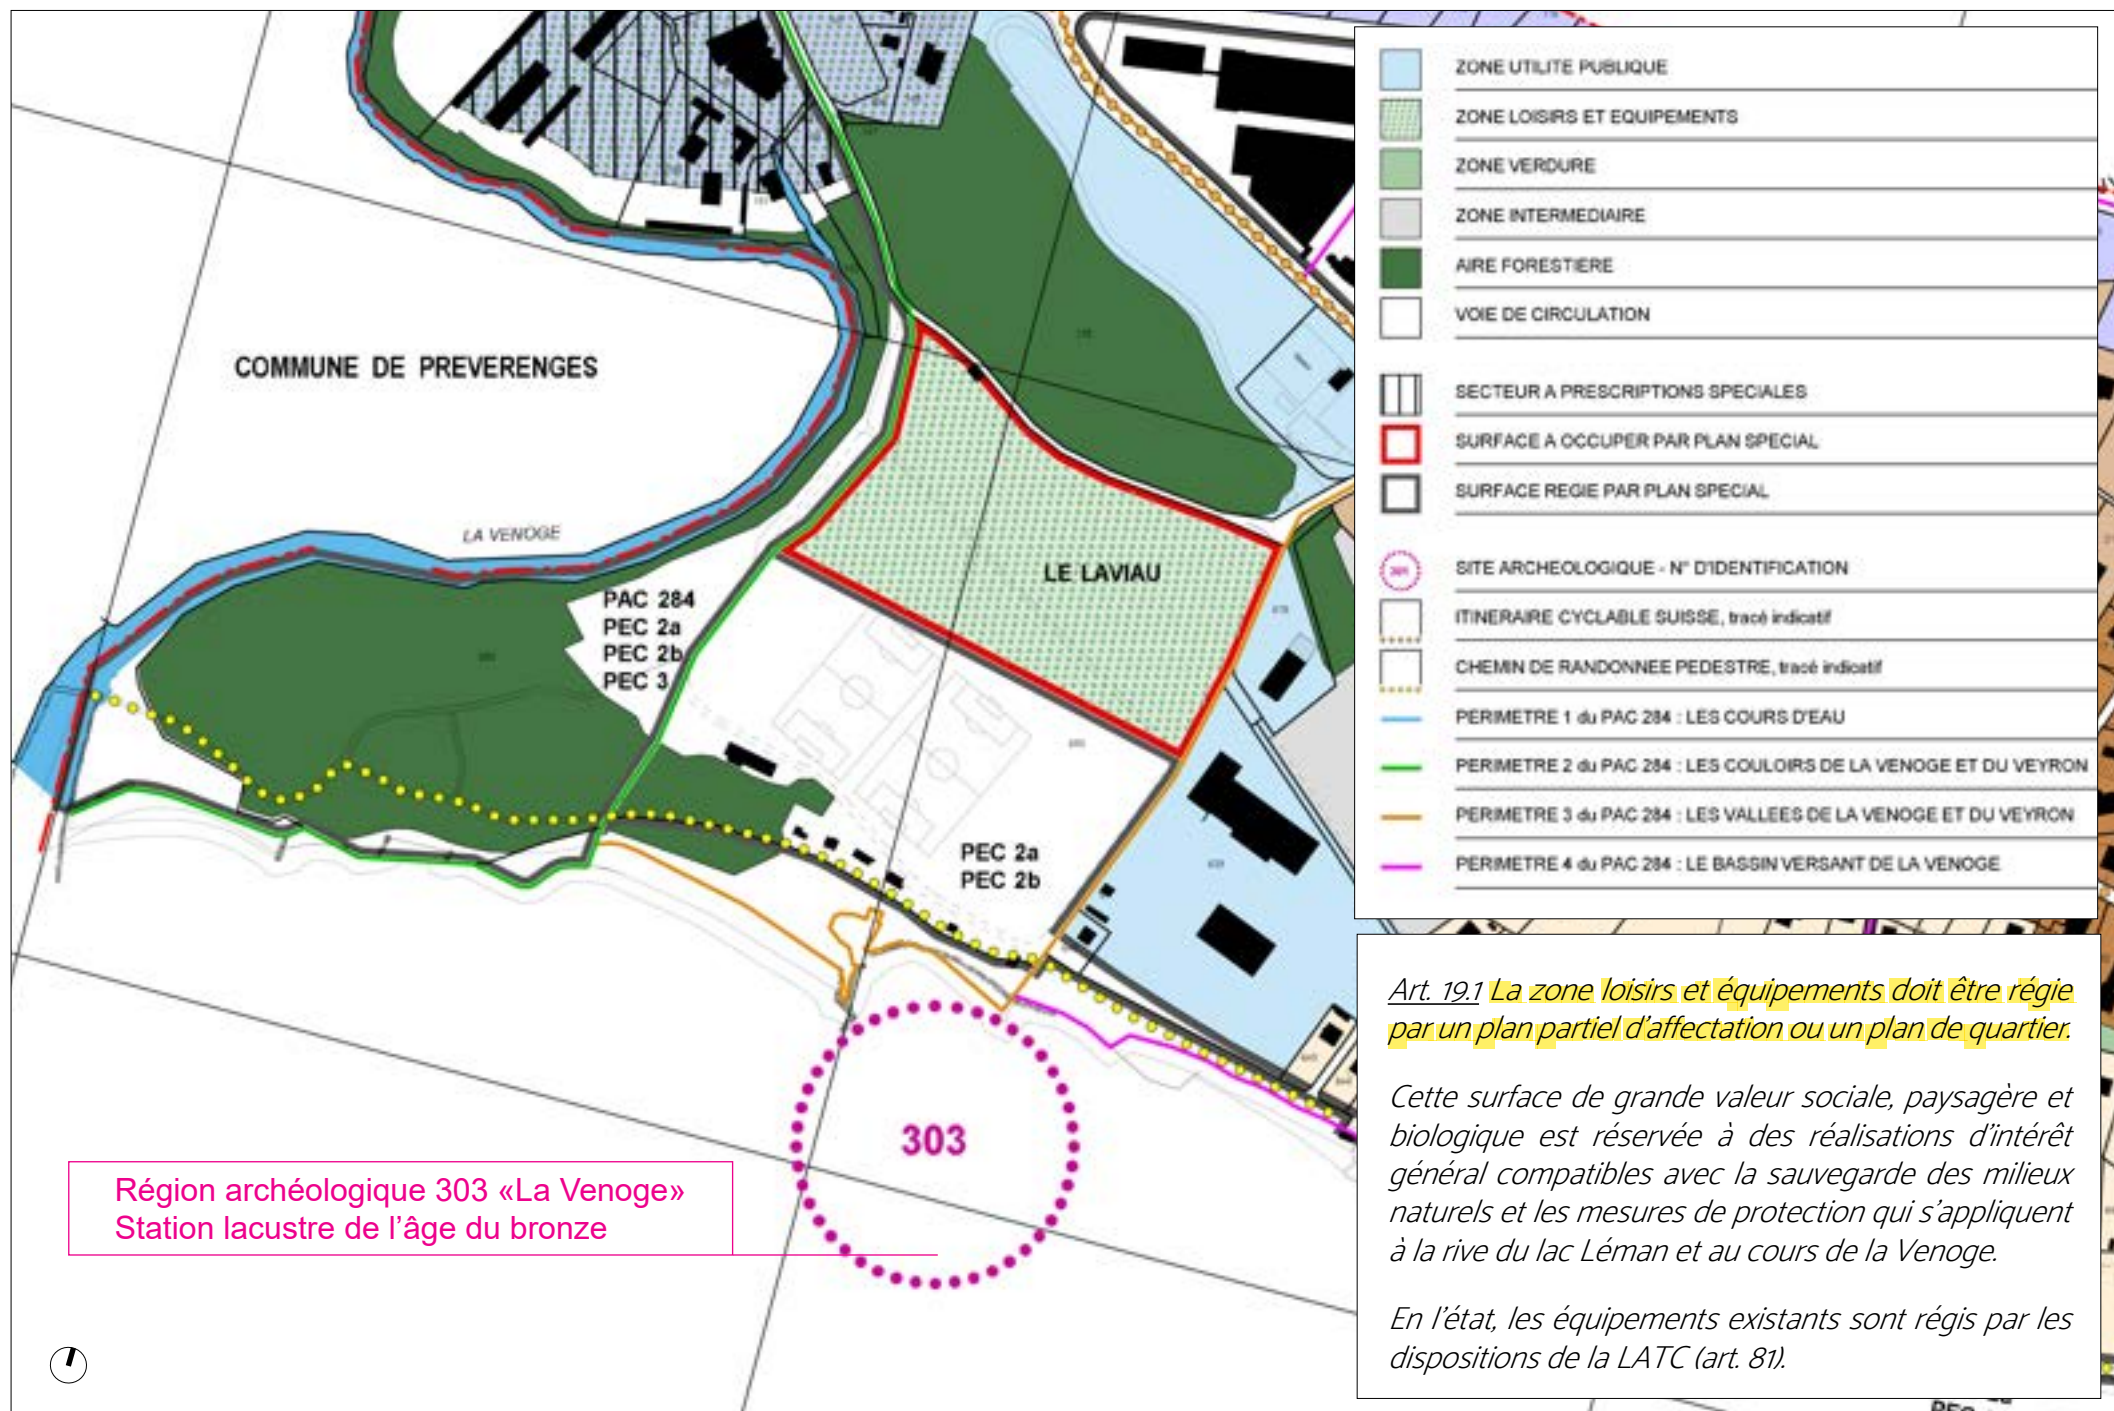 ZONE UTILITE PUBLIQUE
ZONE LOISIRS ET EQUIPEMENTS
ZONE VERDURE
ZONE INTERMEDIAIRE
AIRE FORESTIERE
VOIE DE CIRCULATION
SECTEUR A PRESCRIPTIONS SPECIALES
SURFACE A OCCUPER PAR PLAN SPECIAL
SURFACE REGIE PAR PLAN SPECIAL
SITE ARCHEOLOGIQUE - N° D'IDENTIFICATION
ITINERAIRE CYCLABLE SUISSE, tracé indicatif
CHEMIN DE RANDONNEE PEDESTRE, tracé indicatif
PERIMETRE 1 du PAC 284 : LES COURS D'EAU
PERIMETRE 2 du PAC 284 : LES COULOIRS DE LA VENOGE ET DU VEYRON
PERIMETRE 3 du PAC 284 : LES VALLEES DE LA VENOGE ET DU VEYRON
PERIMETRE 4 du PAC 284 : LE BASSIN VERSANT DE LA VENOGE
COMMUNE DE PREVERENGES
LA VENOGE
LE LAVIAU
PAC 284
PEC 2a
PEC 2b
PEC 3
PEC 2a
PEC 2b
303
Région archéologique 303 «La Venoge»
Station lacustre de l'âge du bronze
Art. 19.1 La zone loisirs et équipements doit être régie
par un plan partiel d'affectation ou un plan de quartier.
Cette surface de grande valeur sociale, paysagère et
biologique est réservée à des réalisations d'intérêt
général compatibles avec la sauvegarde des milieux
naturels et les mesures de protection qui s'appliquent
à la rive du lac Léman et au cours de la Venoge.
En l'état, les équipements existants sont régis par les
dispositions de la LATC (art. 81).